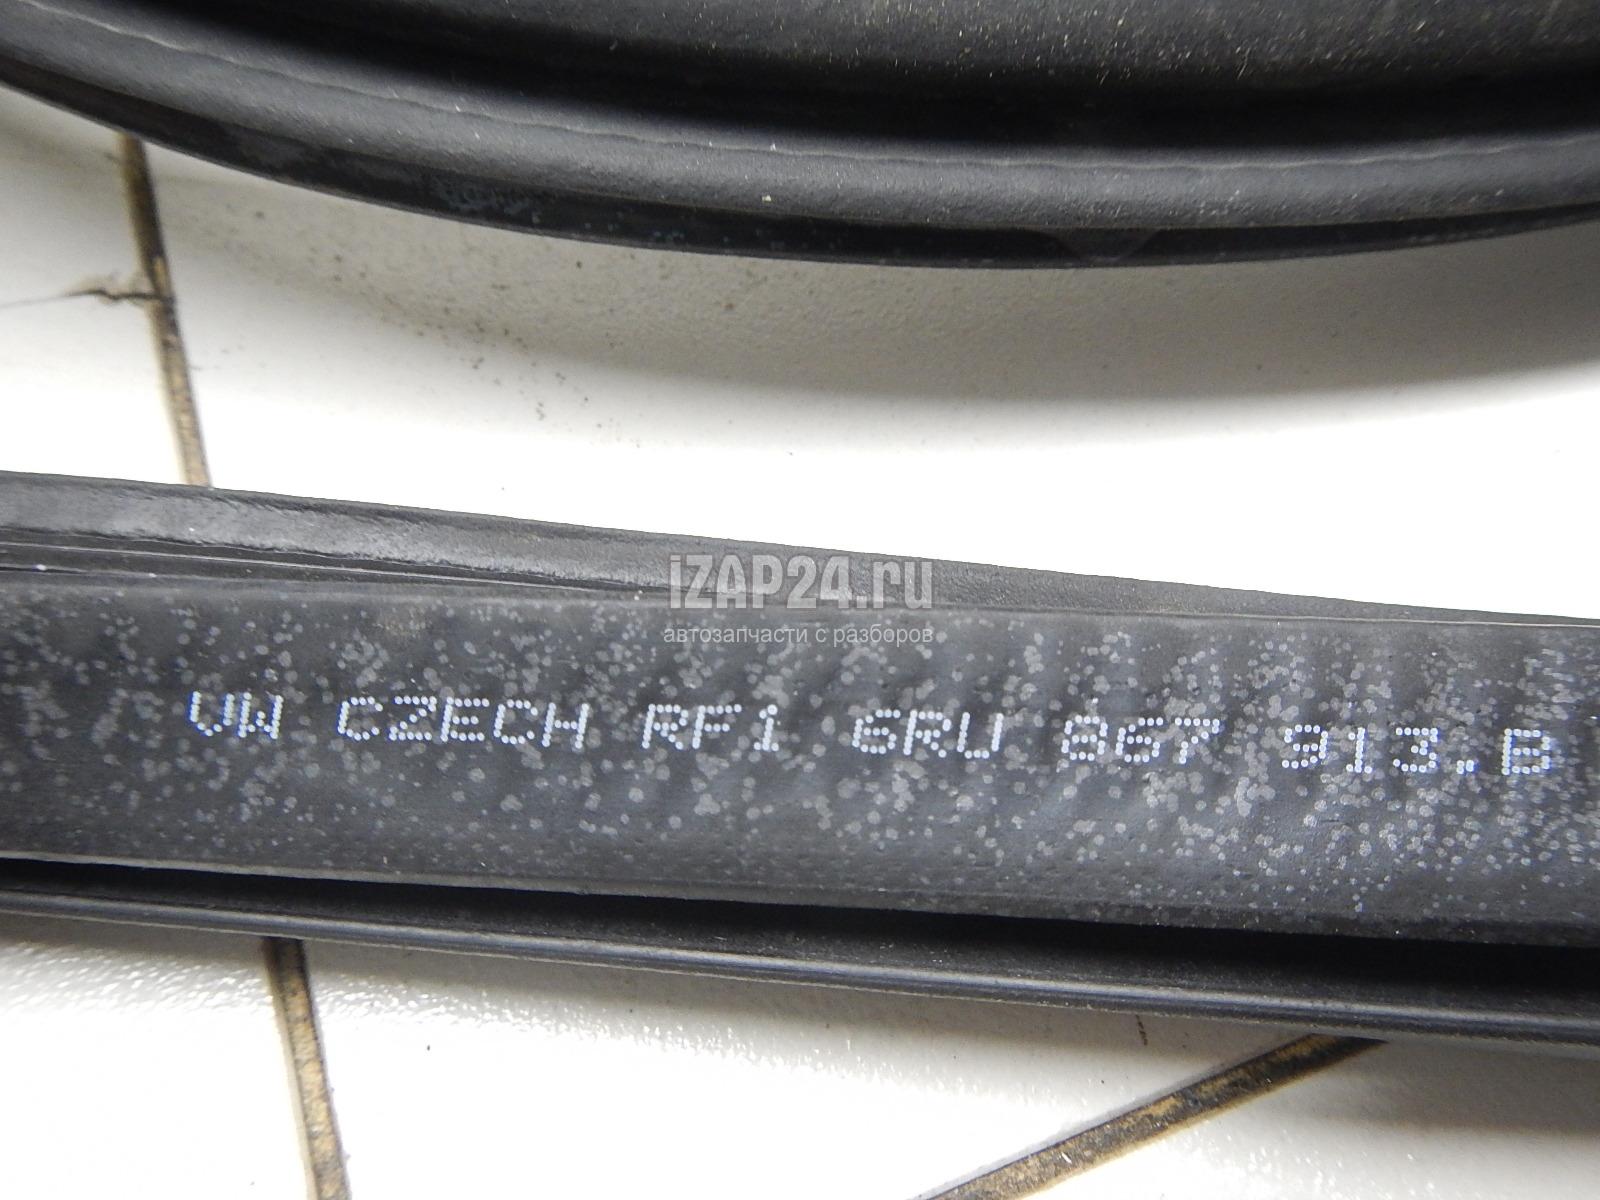 iZAP24.ru
автозапчасти с разборов
VW CZECH RF1 6RU 867 913.B